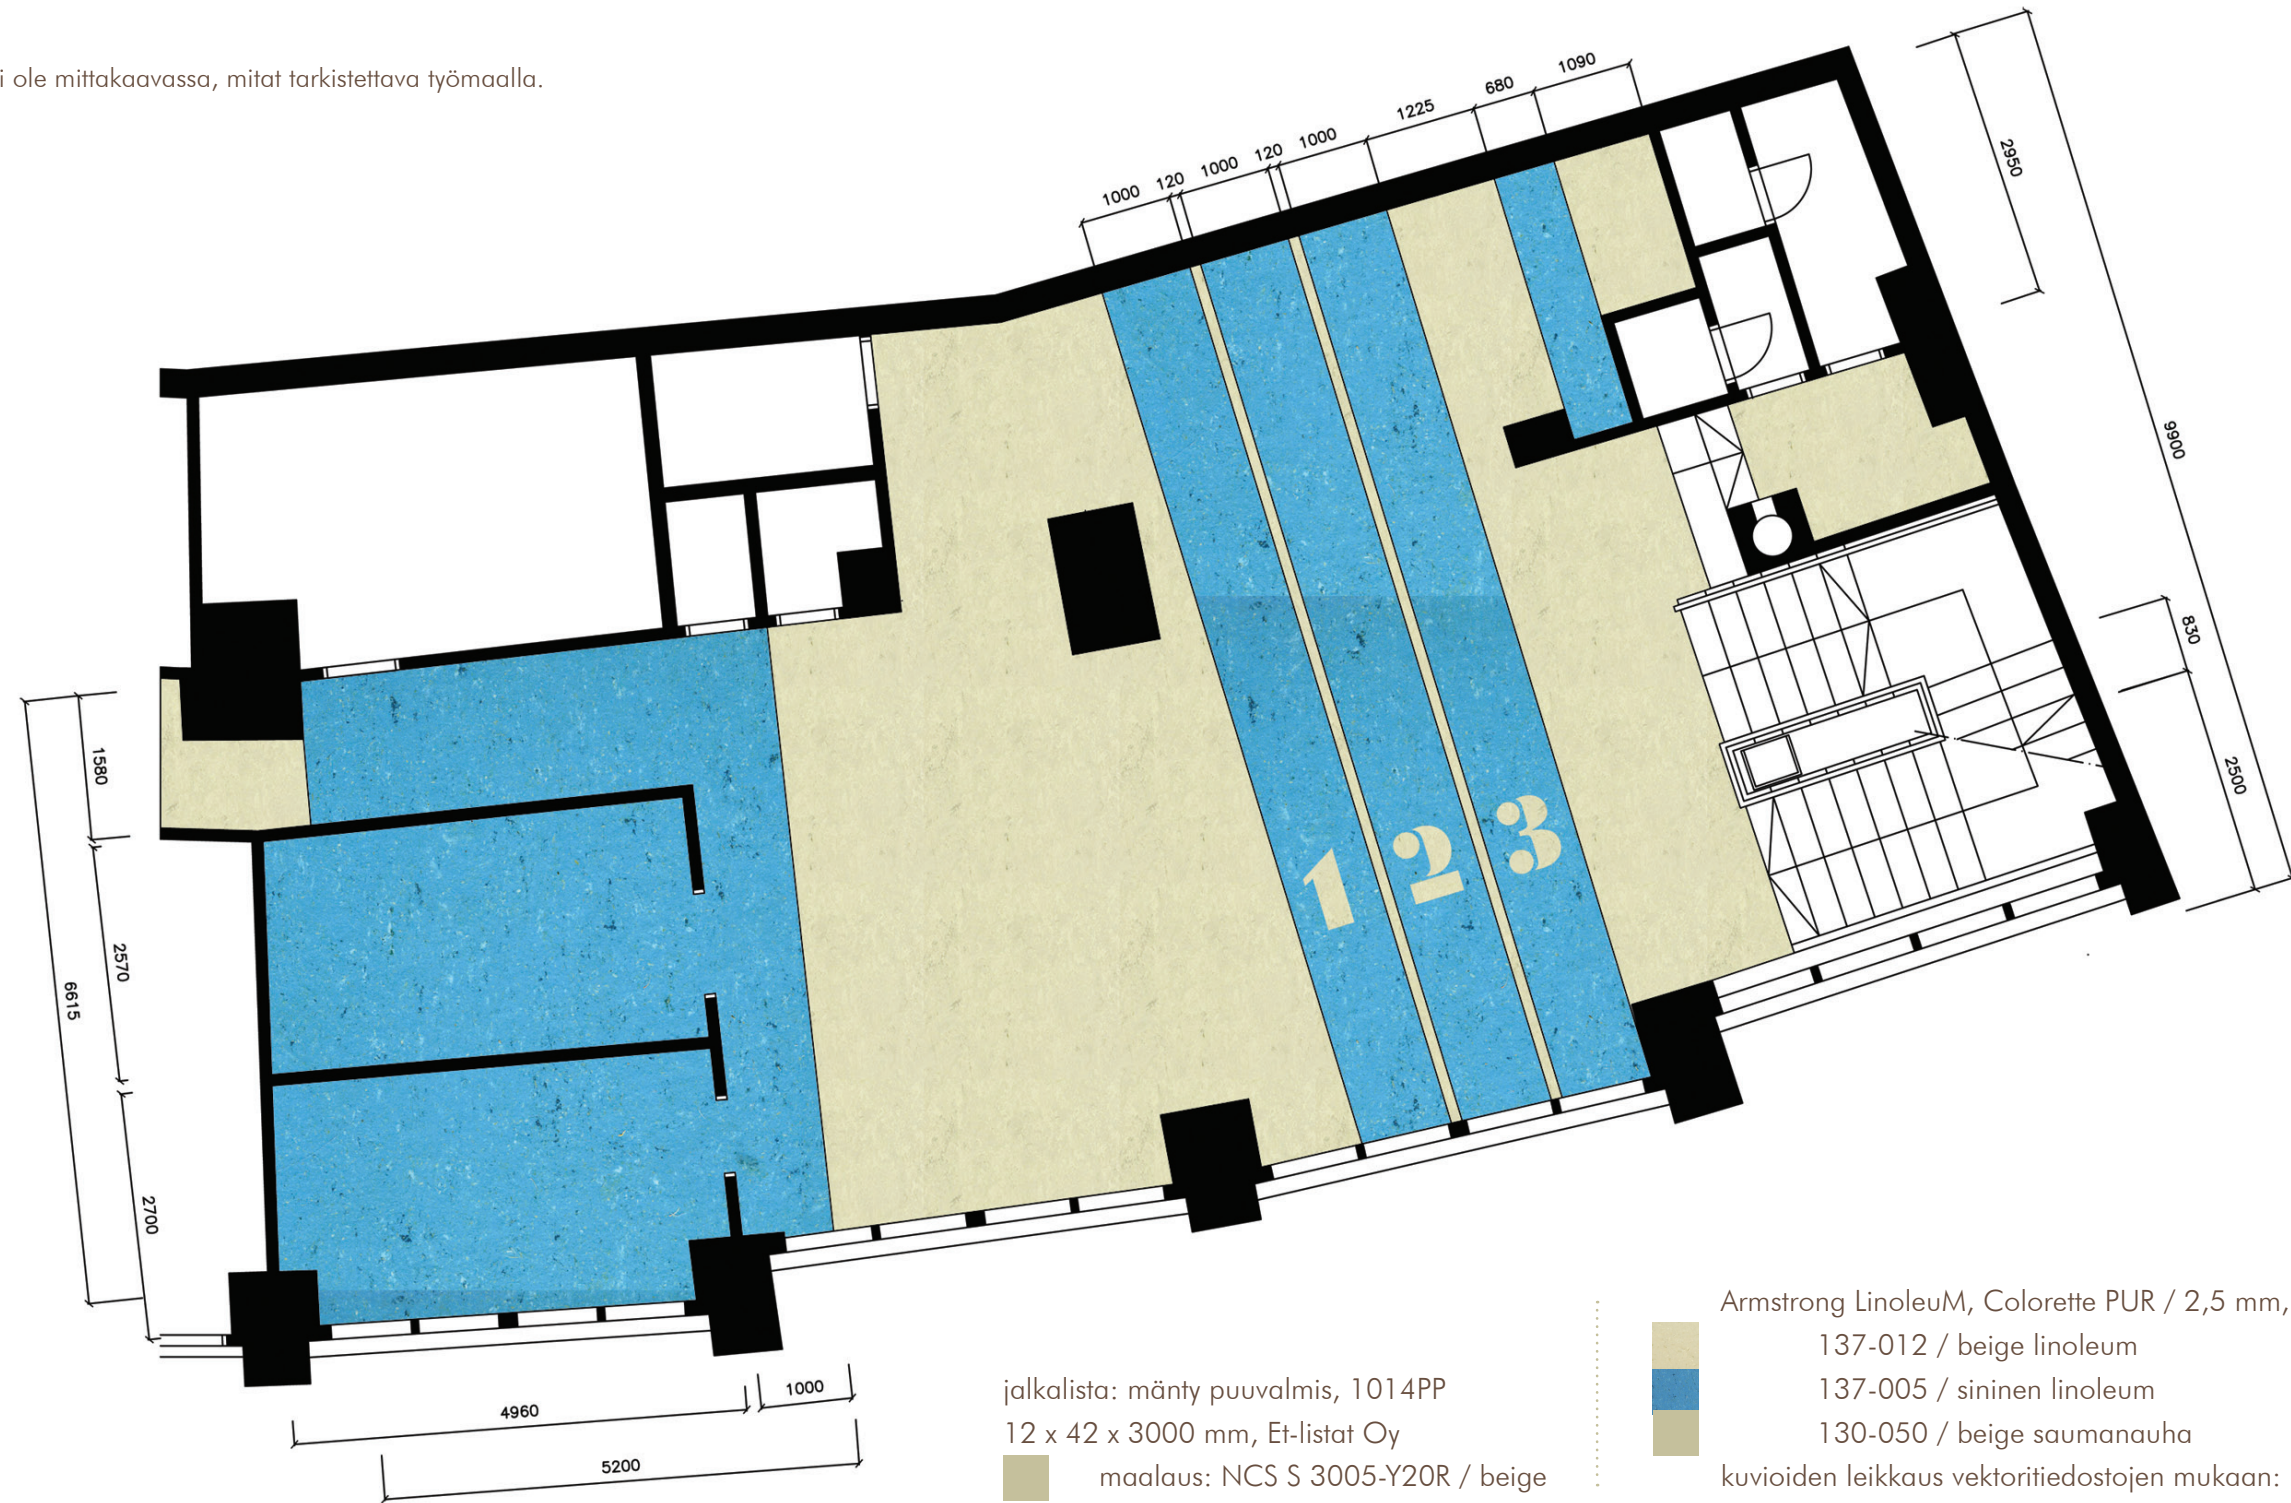 i ole mittakaavassa, mitat tarkistettava työmaalla.
1000
120
1000
120
1000
1225
680
1090
2950
9900
830
2500
1 2 3
1580
2570
6615
2700
4960
1000
5200
jalkalista: mänty puuvalmis, 1014PP
12 x 42 x 3000 mm, Et-listat Oy
maalaus: NCS S 3005-Y20R / beige
Armstrong LinoleuM, Colorette PUR / 2,5 mm,
137-012 / beige linoleum
137-005 / sininen linoleum
130-050 / beige saumanauha
kuvioiden leikkaus vektoritiedostojen mukaan: